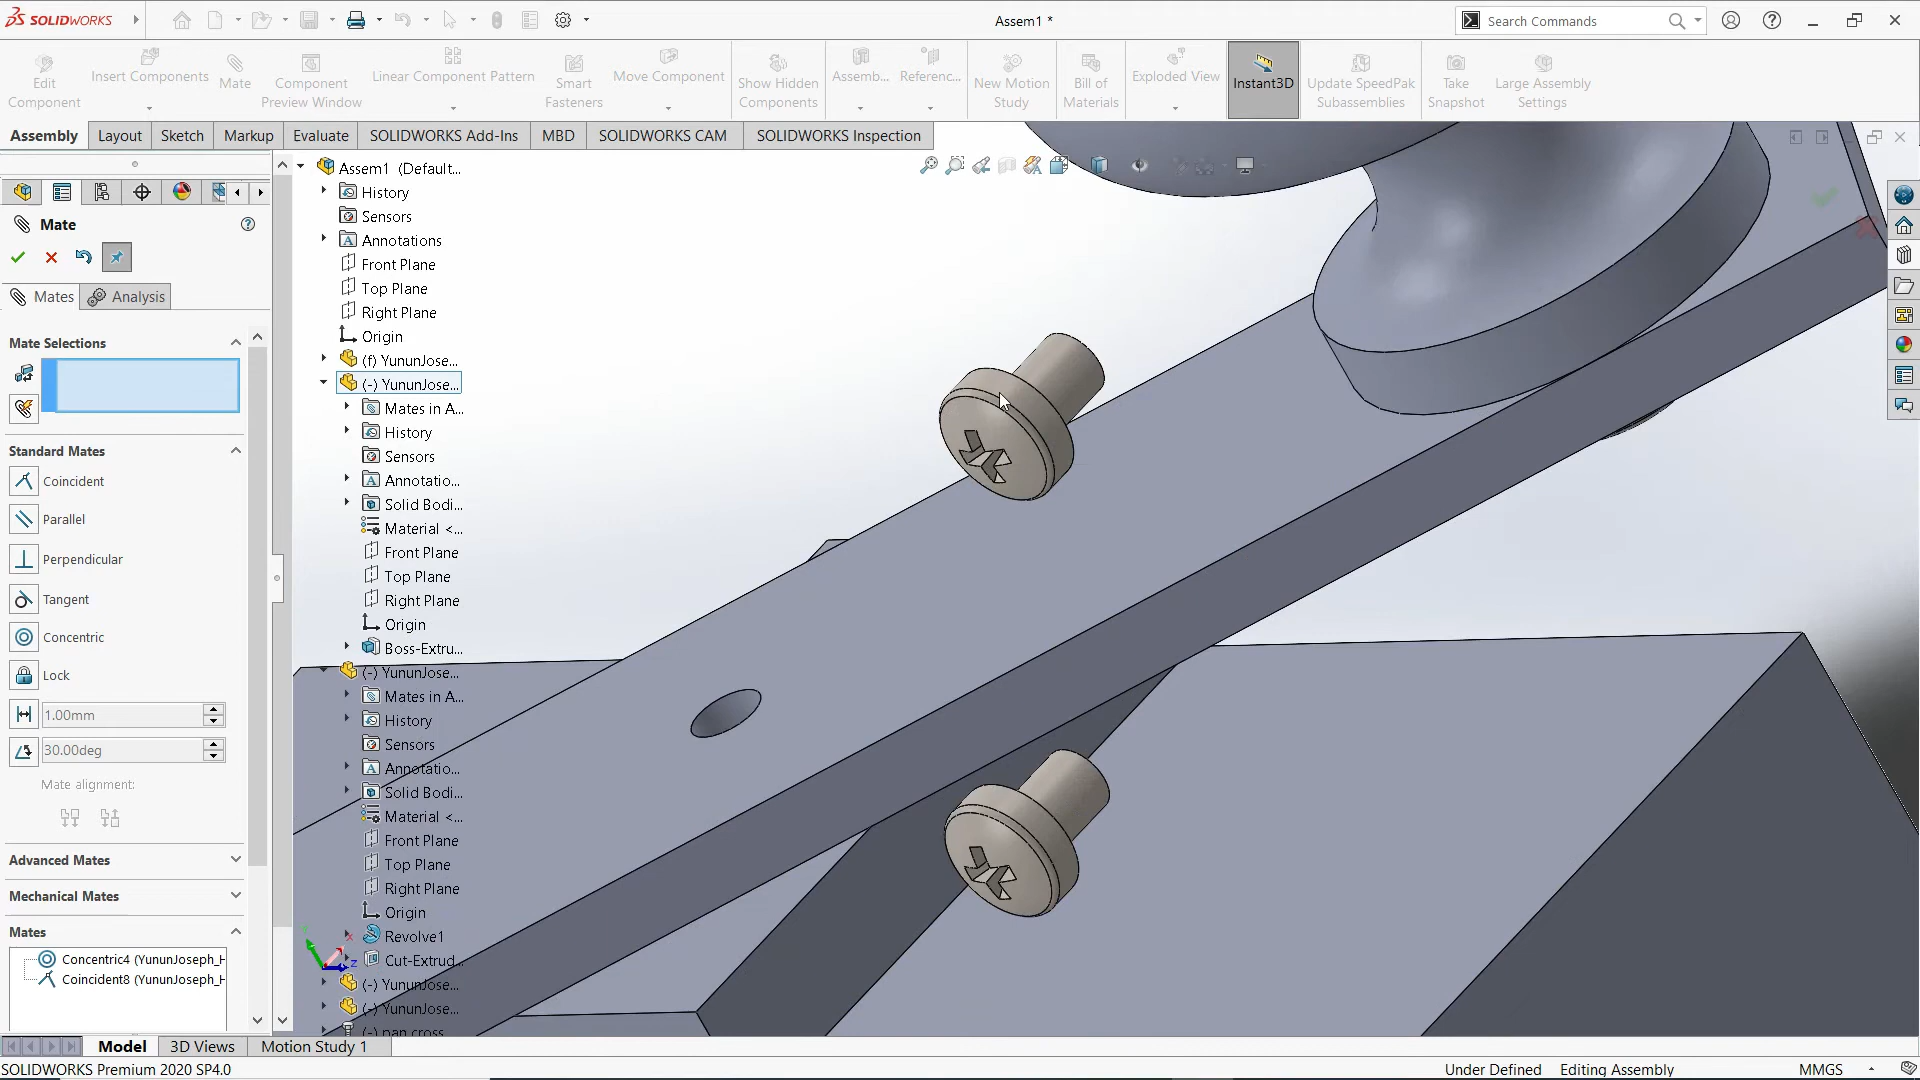 SOLIDWORKS
Assem1 *
Search Commands
Edit Component
Insert Components
Mate
Component Preview Window
Linear Component Pattern
Smart Fasteners
Move Component
Show Hidden Components
Assemb...
Referenc...
New Motion Study
Bill of Materials
Exploded View
Instant3D
Update SpeedPak Subassemblies
Take Snapshot
Large Assembly Settings
Assembly
Layout
Sketch
Markup
Evaluate
SOLIDWORKS Add-Ins
MBD
SOLIDWORKS CAM
SOLIDWORKS Inspection
Mate
Mates
Analysis
Mate Selections
Standard Mates
Coincident
Parallel
Perpendicular
Tangent
Concentric
Lock
1.00mm
30.00deg
Mate alignment:
Advanced Mates
Mechanical Mates
Mates
Concentric4 (YununJoseph_H
Coincident8 (YununJoseph_H
Assem1 (Default...
History
Sensors
Annotations
Front Plane
Top Plane
Right Plane
Origin
(f) YununJose...
(-) YununJose...
Mates in A...
History
Sensors
Annotatio...
Solid Bodi...
Material <...
Front Plane
Top Plane
Right Plane
Origin
Boss-Extru...
(-) YununJose...
Mates in A...
History
Sensors
Annotatio...
Solid Bodi...
Material <...
Front Plane
Top Plane
Right Plane
Origin
Revolve1
Cut-Extrud...
(-) YununJose...
(-) YununJose...
(-) pan cross
Z
Model
3D Views
Motion Study 1
SOLIDWORKS Premium 2020 SP4.0
Under Defined
Editing Assembly
MMGS